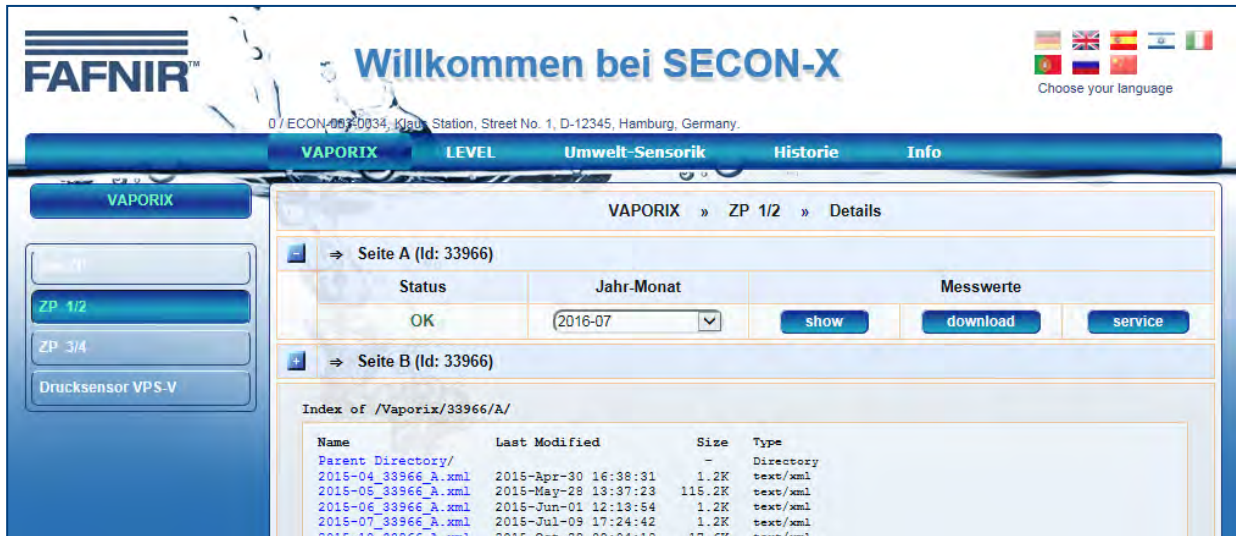 FAFNIR™
Willkommen bei SECON-X
Choose your language
0 / ECON-003-0034, Klaus Station, Street No. 1, D-12345, Hamburg, Germany.
VAPORIX LEVEL Umwelt-Sensorik Historie Info
VAPORIX
ZP 1/2
ZP 3/4
Drucksensor VPS-V
VAPORIX » ZP 1/2 » Details
- ⇒ Seite A (Id: 33966)
Status Jahr-Monat Messwerte
OK 2016-07 show download service
+ ⇒ Seite B (Id: 33966)
Index of /Vaporix/33966/A/
Name Last Modified Size Type
Parent Directory/ - Directory
2015-04_33966_A.xml 2015-Apr-30 16:38:31 1.2K text/xml
2015-05_33966_A.xml 2015-May-28 13:37:23 115.2K text/xml
2015-06_33966_A.xml 2015-Jun-01 12:13:54 1.2K text/xml
2015-07_33966_A.xml 2015-Jul-09 17:24:42 1.2K text/xml